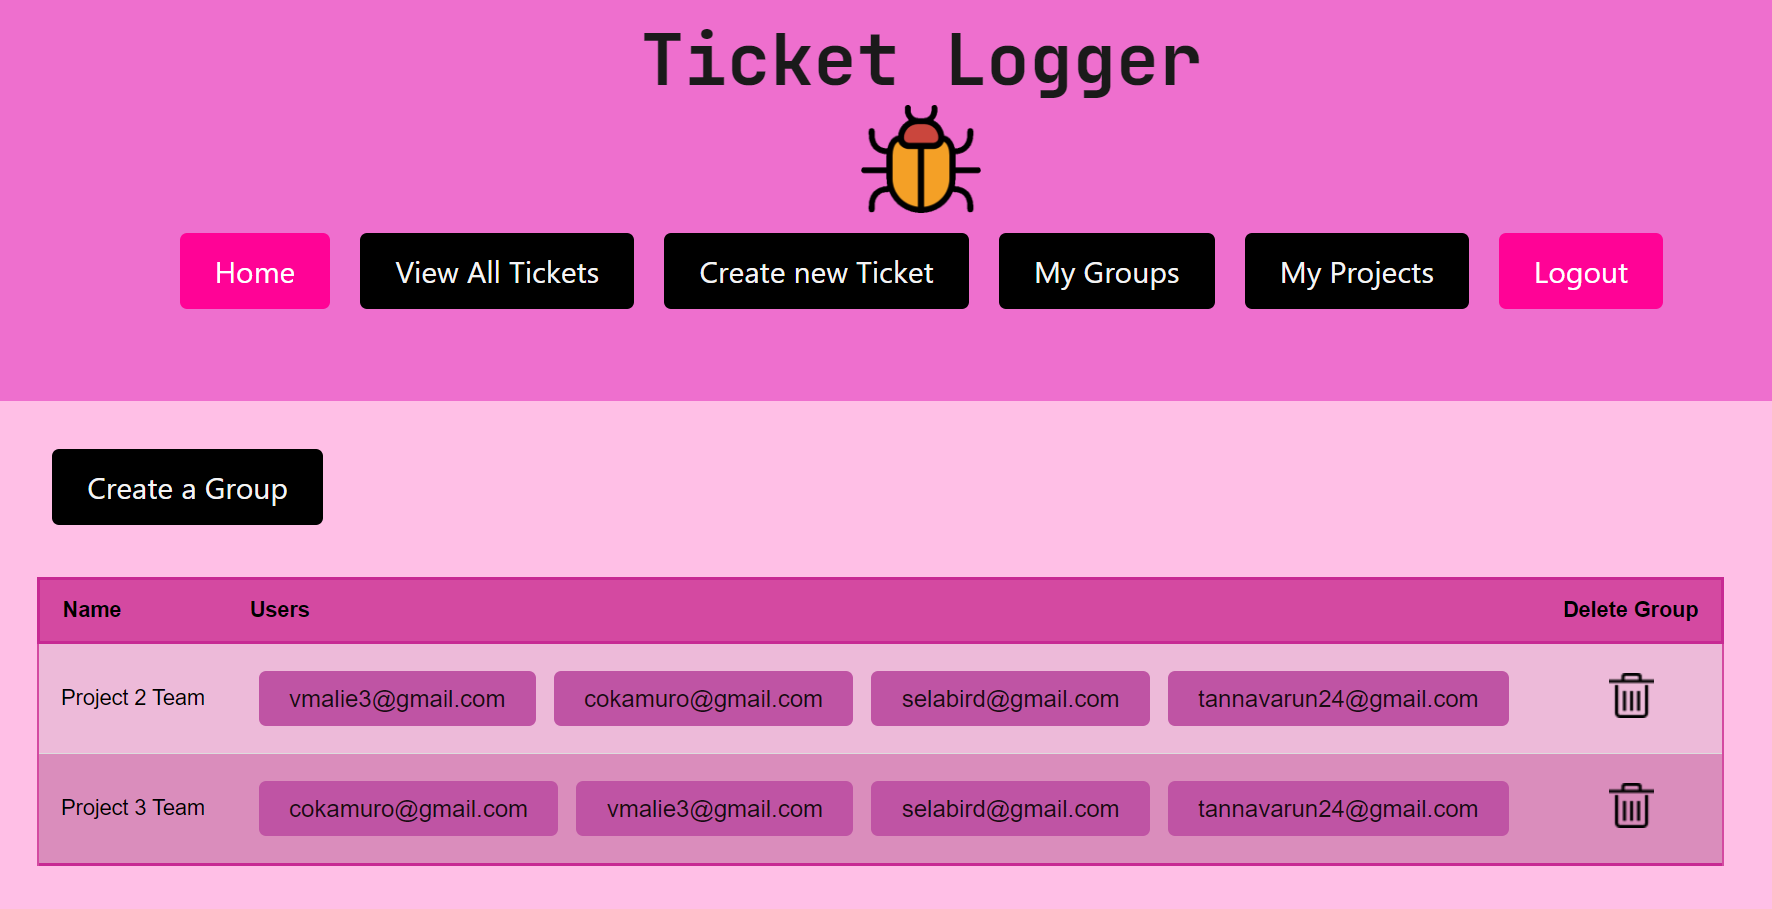 Ticket Logger
Home View All Tickets Create new Ticket My Groups My Projects Logout
Create a Group
Name Users Delete Group
Project 2 Team vmalie3@gmail.com cokamuro@gmail.com selabird@gmail.com tannavarun24@gmail.com
Project 3 Team cokamuro@gmail.com vmalie3@gmail.com selabird@gmail.com tannavarun24@gmail.com